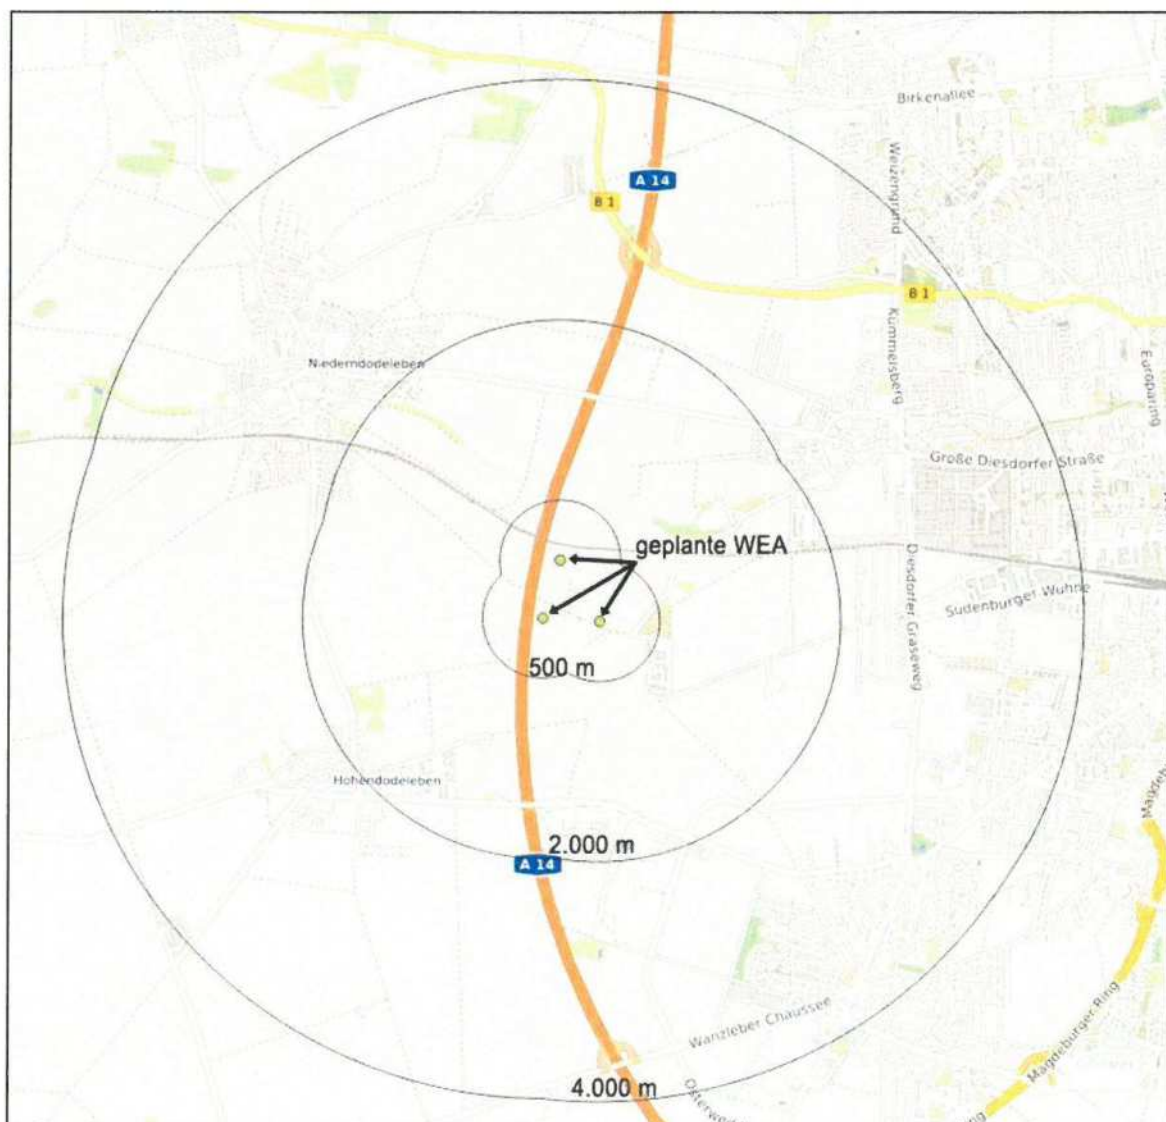 Birkenallee
Weizengrund
A 14
B 1
B 1
Kümmelsberg
Niederndodeleben
Europaring
Große Diesdorfer Straße
geplante WEA
Diesdorfer Graseweg
Sudenburger Wuhne
500 m
Hohendodeleben
2.000 m
A 14
Wanzleber Chaussee
Magdeburger Ring
4.000 m